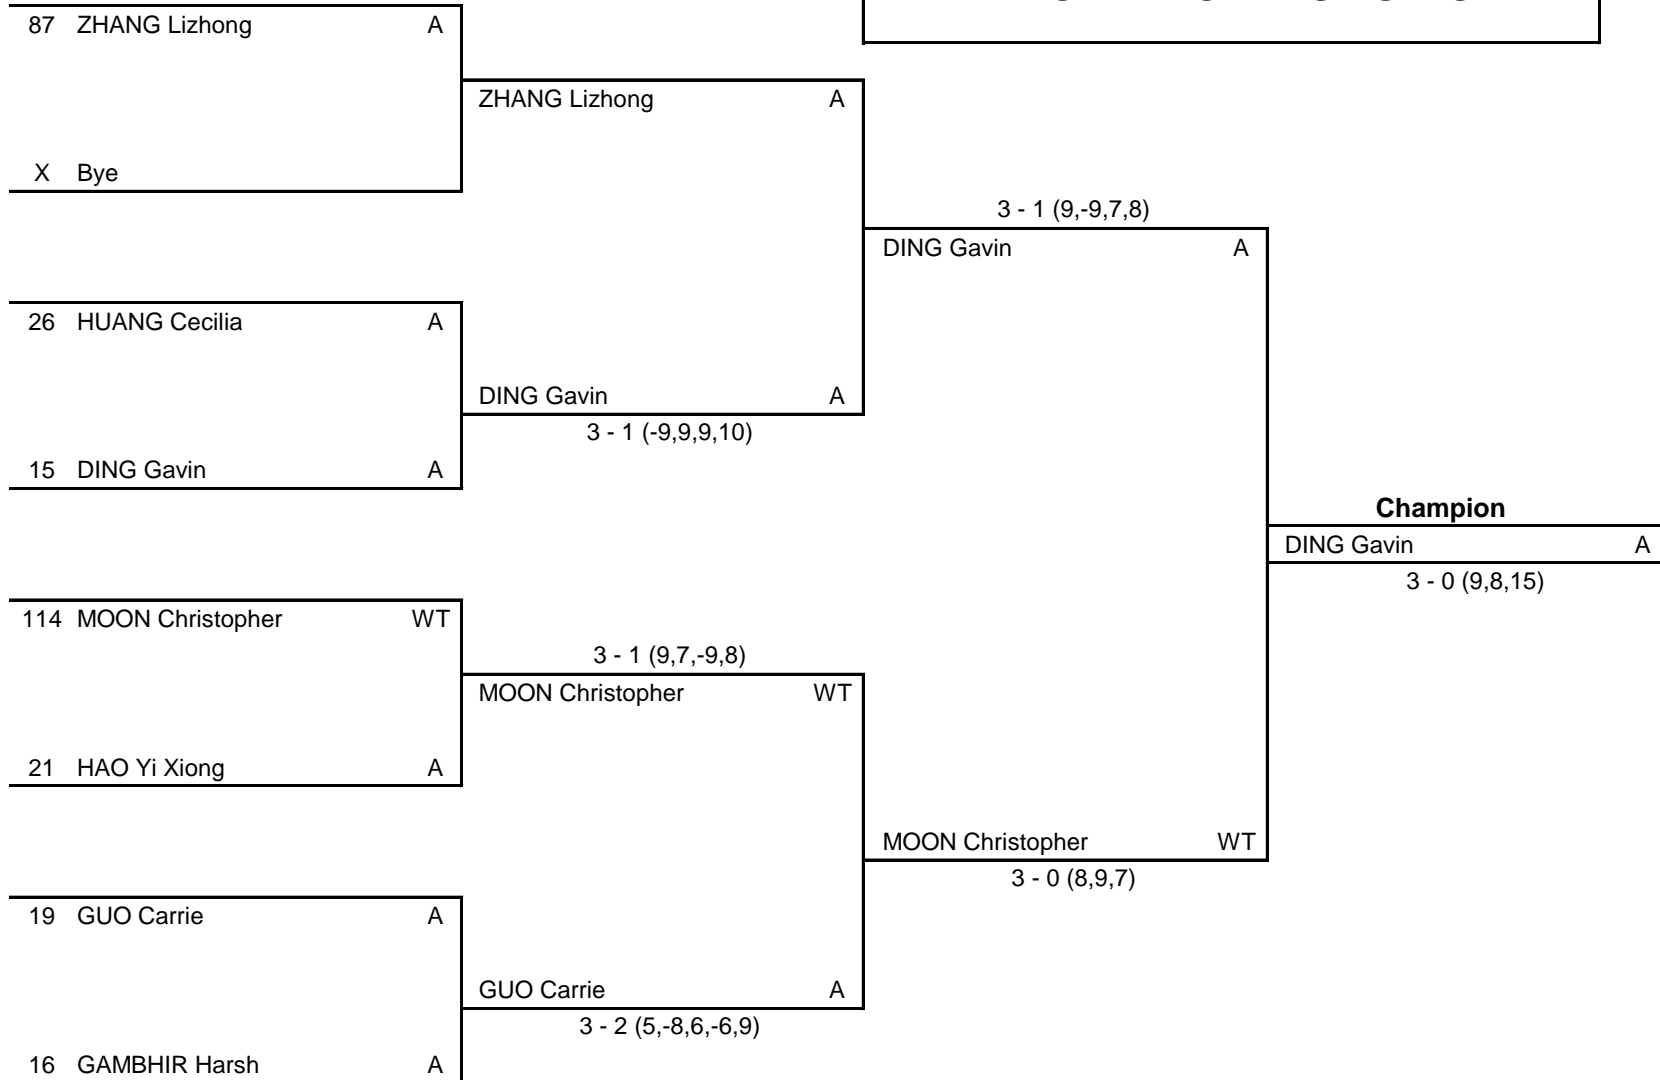 87 ZHANG Lizhong A
ZHANG Lizhong A
X Bye
3 - 1 (9,-9,7,8)
DING Gavin A
26 HUANG Cecilia A
DING Gavin A
3 - 1 (-9,9,9,10)
15 DING Gavin A
Champion
DING Gavin A
3 - 0 (9,8,15)
114 MOON Christopher WT
3 - 1 (9,7,-9,8)
MOON Christopher WT
21 HAO Yi Xiong A
MOON Christopher WT
3 - 0 (8,9,7)
19 GUO Carrie A
GUO Carrie A
3 - 2 (5,-8,6,-6,9)
16 GAMBHIR Harsh A